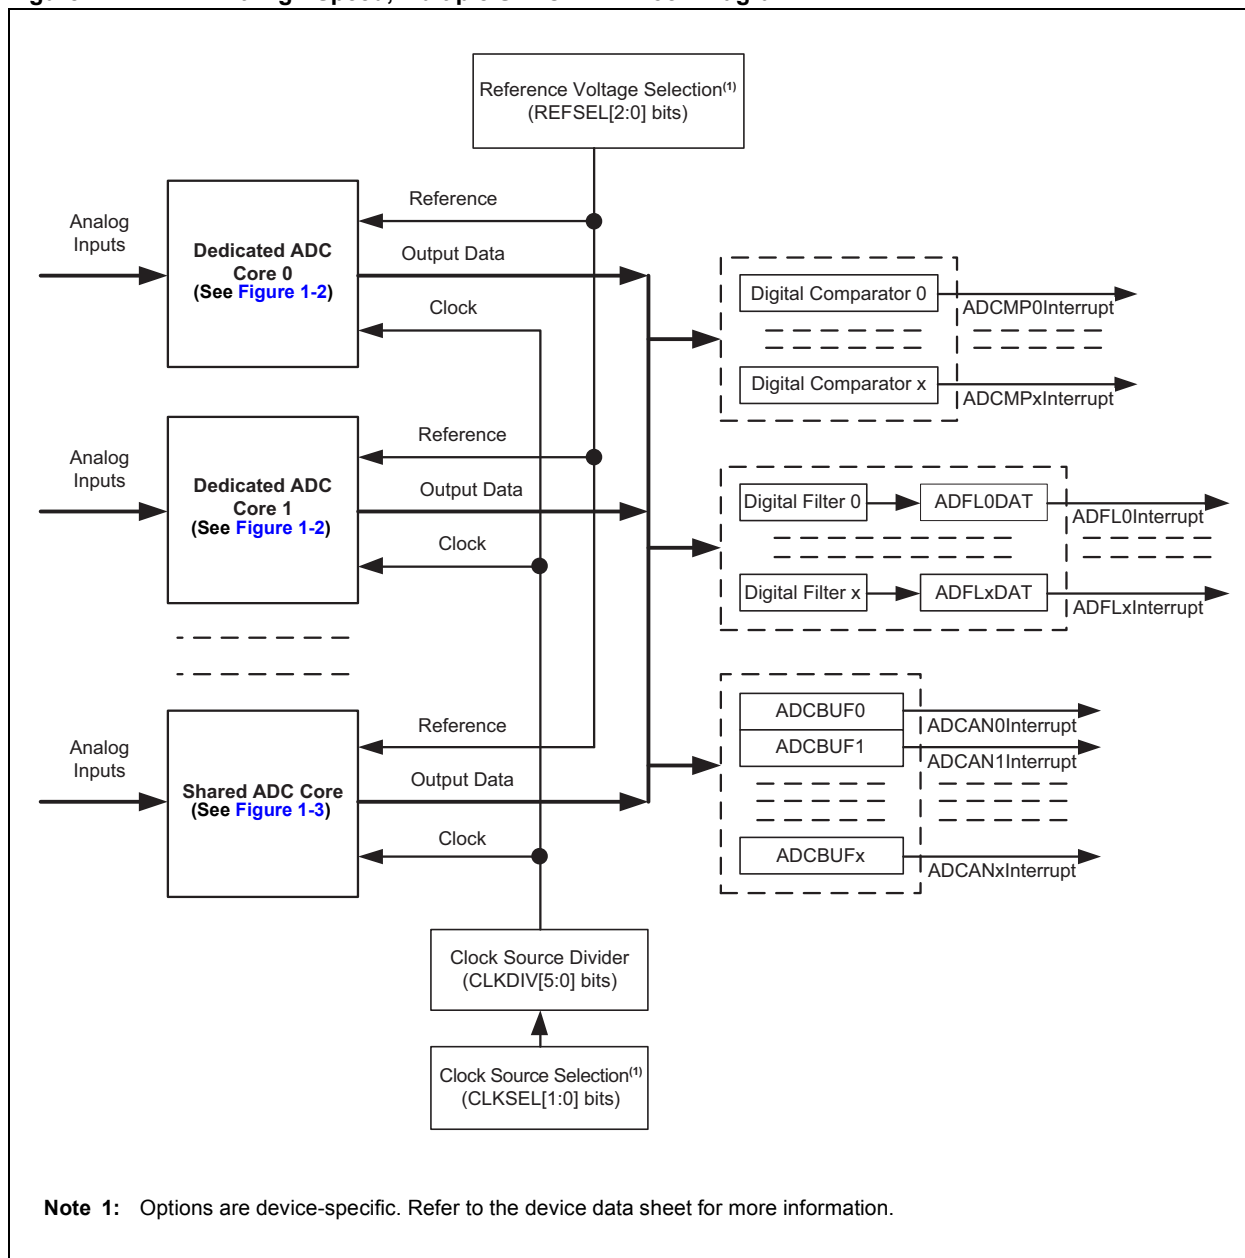 Reference Voltage Selection(1)
(REFSEL[2:0] bits)
Analog
Inputs
Dedicated ADC
Core 0
(See Figure 1-2)
Reference
Output Data
Clock
Digital Comparator 0
ADCMP0Interrupt
Digital Comparator x
ADCMPxInterrupt
Analog
Inputs
Dedicated ADC
Core 1
(See Figure 1-2)
Reference
Output Data
Clock
Digital Filter 0
ADFL0DAT
ADFL0Interrupt
Digital Filter x
ADFLxDAT
ADFLxInterrupt
Analog
Inputs
Shared ADC Core
(See Figure 1-3)
Reference
Output Data
Clock
ADCBUF0
ADCAN0Interrupt
ADCBUF1
ADCAN1Interrupt
ADCBUFx
ADCANxInterrupt
Clock Source Divider
(CLKDIV[5:0] bits)
Clock Source Selection(1)
(CLKSEL[1:0] bits)
Note 1: Options are device-specific. Refer to the device data sheet for more information.